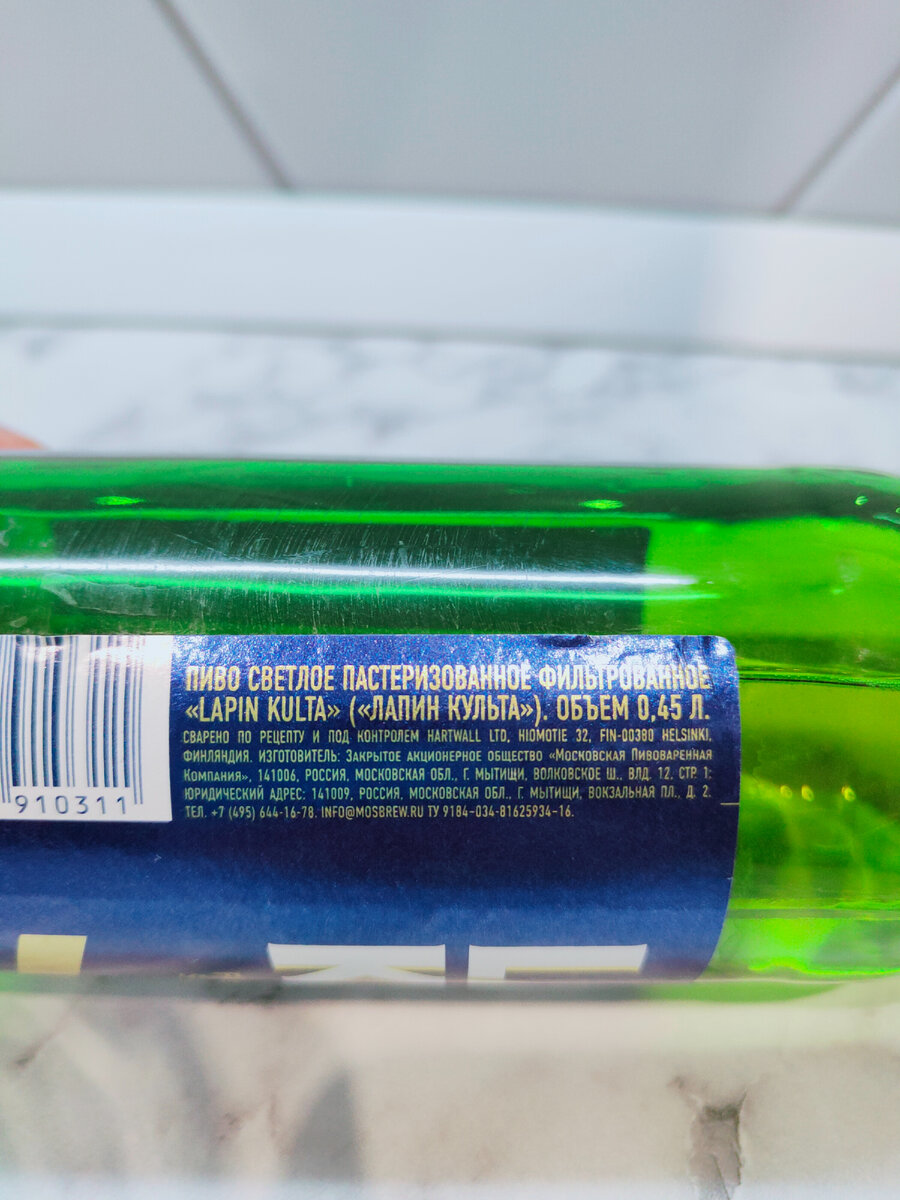 ПИВО СВЕТЛОЕ ПАСТЕРИЗОВАННОЕ ФИЛЬТРОВАННОЕ
«LAPIN KULTA» («ЛАПИН КУЛЬТА»). ОБЪЕМ 0,45 Л.
СВАРЕНО ПО РЕЦЕПТУ И ПОД КОНТРОЛЕМ HARTWALL LTD, HIOMOTIE 32, FIN-00380 HELSINKI,
ФИНЛЯНДИЯ. ИЗГОТОВИТЕЛЬ: ЗАКРЫТОЕ АКЦИОНЕРНОЕ ОБЩЕСТВО «МОСКОВСКАЯ ПИВОВАРЕННАЯ
КОМПАНИЯ», 141006, РОССИЯ, МОСКОВСКАЯ ОБЛ., Г. МЫТИЩИ, ВОЛКОВСКОЕ Ш., ВЛД. 12, СТР. 1;
ЮРИДИЧЕСКИЙ АДРЕС: 141009, РОССИЯ, МОСКОВСКАЯ ОБЛ., Г. МЫТИЩИ, ВОКЗАЛЬНАЯ ПЛ., Д. 2.
ТЕЛ. +7 (495) 644-16-78. INFO@MOSBREW.RU ТУ 9184-034-81625934-16.
910311